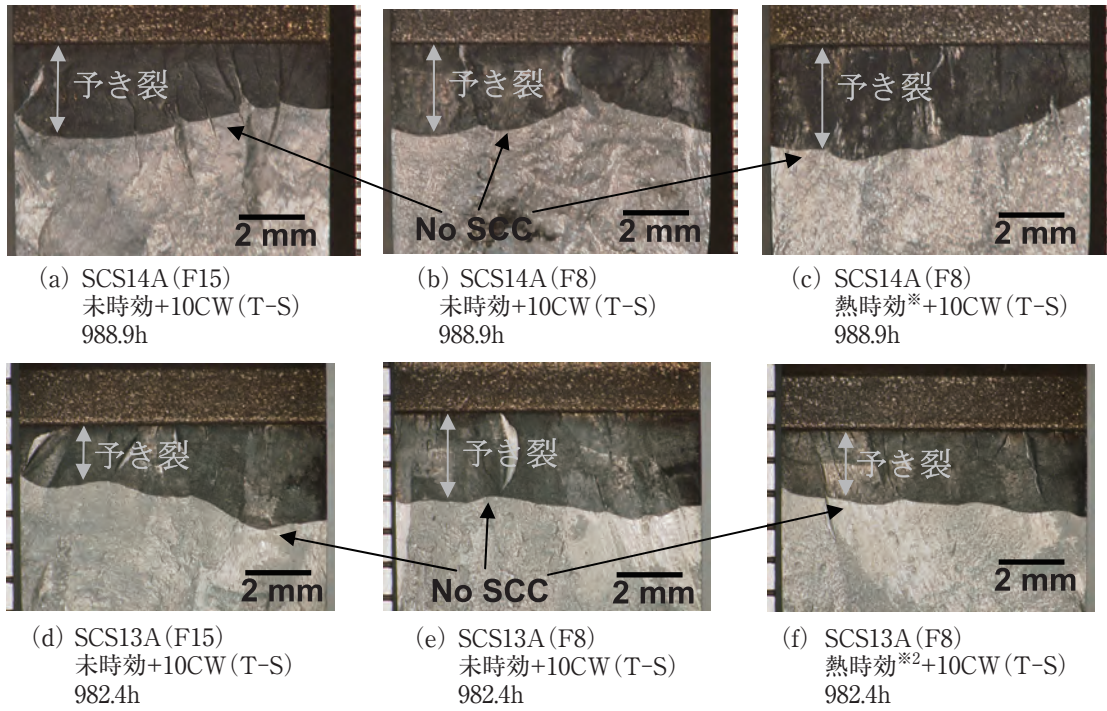 予き裂
予き裂
予き裂
No SCC
2 mm
2 mm
2 mm
(a) SCS14A(F15)
未時効+10CW(T-S)
988.9h
(b) SCS14A(F8)
未時効+10CW(T-S)
988.9h
(c) SCS14A(F8)
熱時効※+10CW(T-S)
988.9h
予き裂
予き裂
予き裂
No SCC
2 mm
2 mm
2 mm
(d) SCS13A(F15)
未時効+10CW(T-S)
982.4h
(e) SCS13A(F8)
未時効+10CW(T-S)
982.4h
(f) SCS13A(F8)
熱時効※2+10CW(T-S)
982.4h